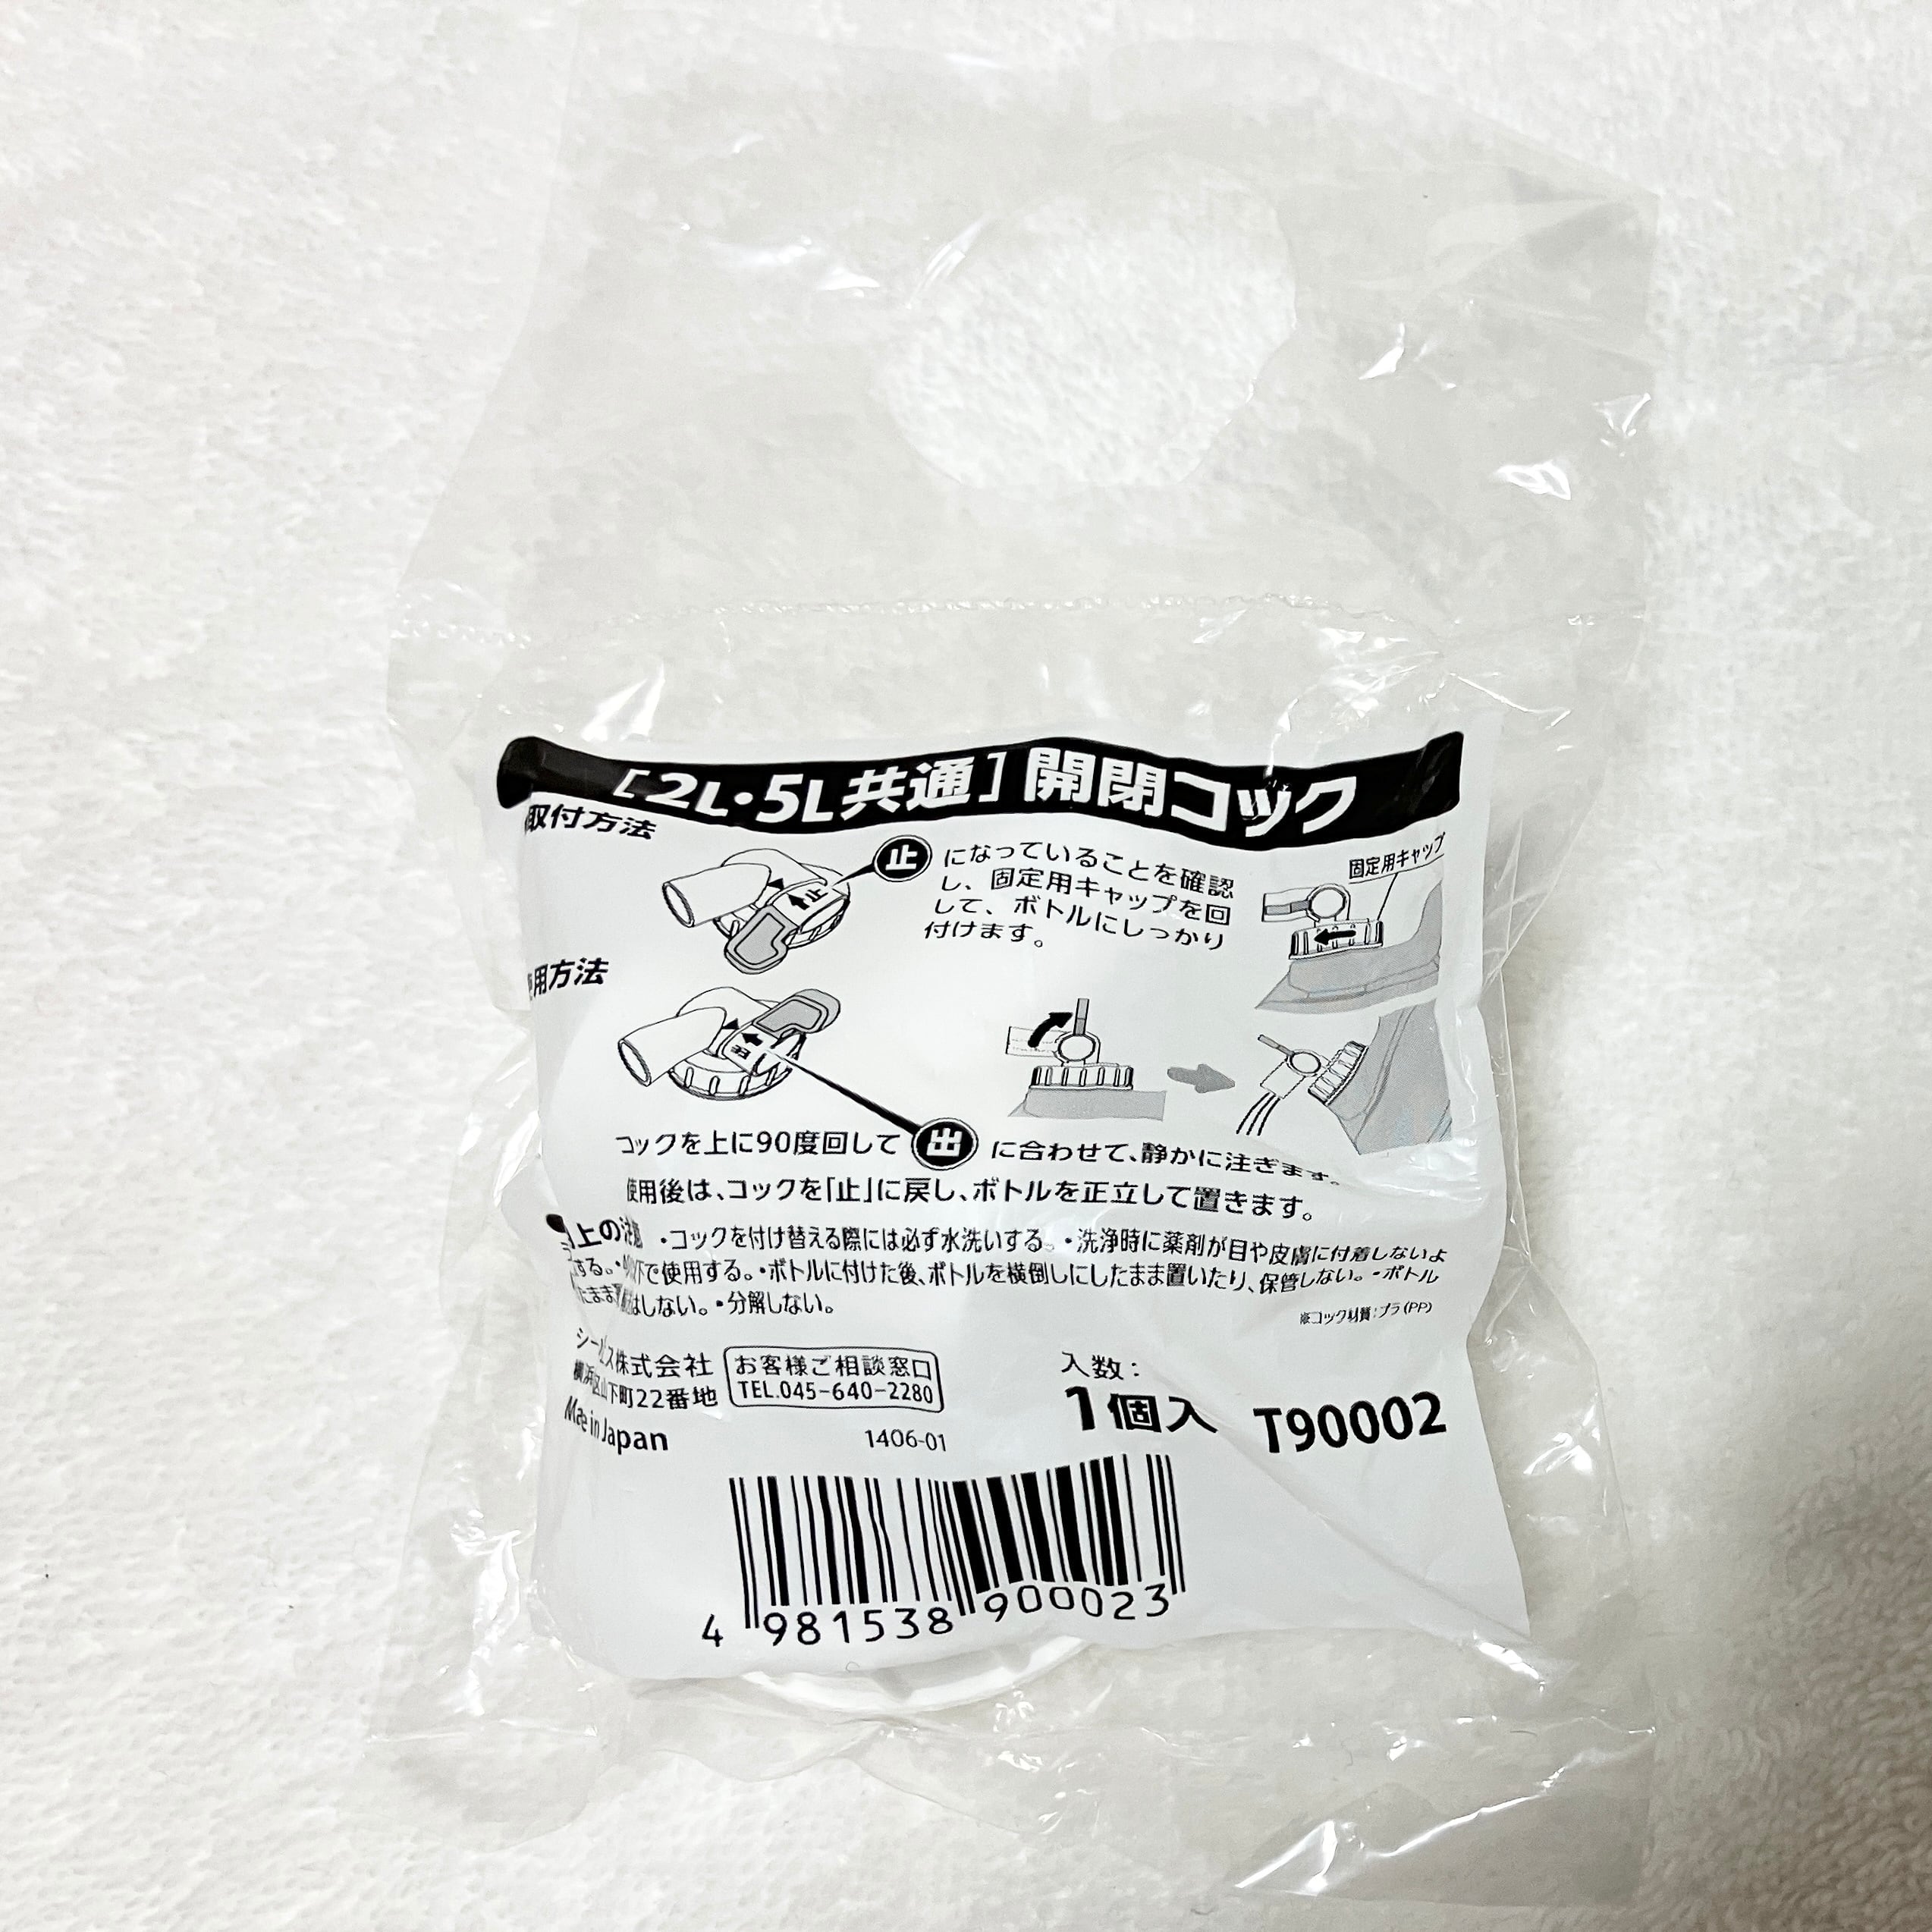 [2L・5L共通]開閉コック
取付方法
止
止
になっていることを確認
し、固定用キャップを回
して、ボトルにしっかり
付けます。
固定用キャップ
用方法
出
コックを上に90度回して 出 に合わせて、静かに注ぎます。
使用後は、コックを「止」に戻し、ボトルを正立して置きます。
上の注意 ・コックを付け替える際には必ず水洗いする。・洗浄時に薬剤が目や皮膚に付着しないよ
する。・ 下で使用する。・ボトルに付けた後、ボトルを横倒しにしたまま置いたり、保管しない。・ボトル
たまま はしない。・分解しない。
※コック材質:プラ(PP)
株式会社
山下町22番地
お客様ご相談窓口
TEL.045-640-2280
Made in Japan
1406-01
入数:
1個入
T90002
4 981538 900023